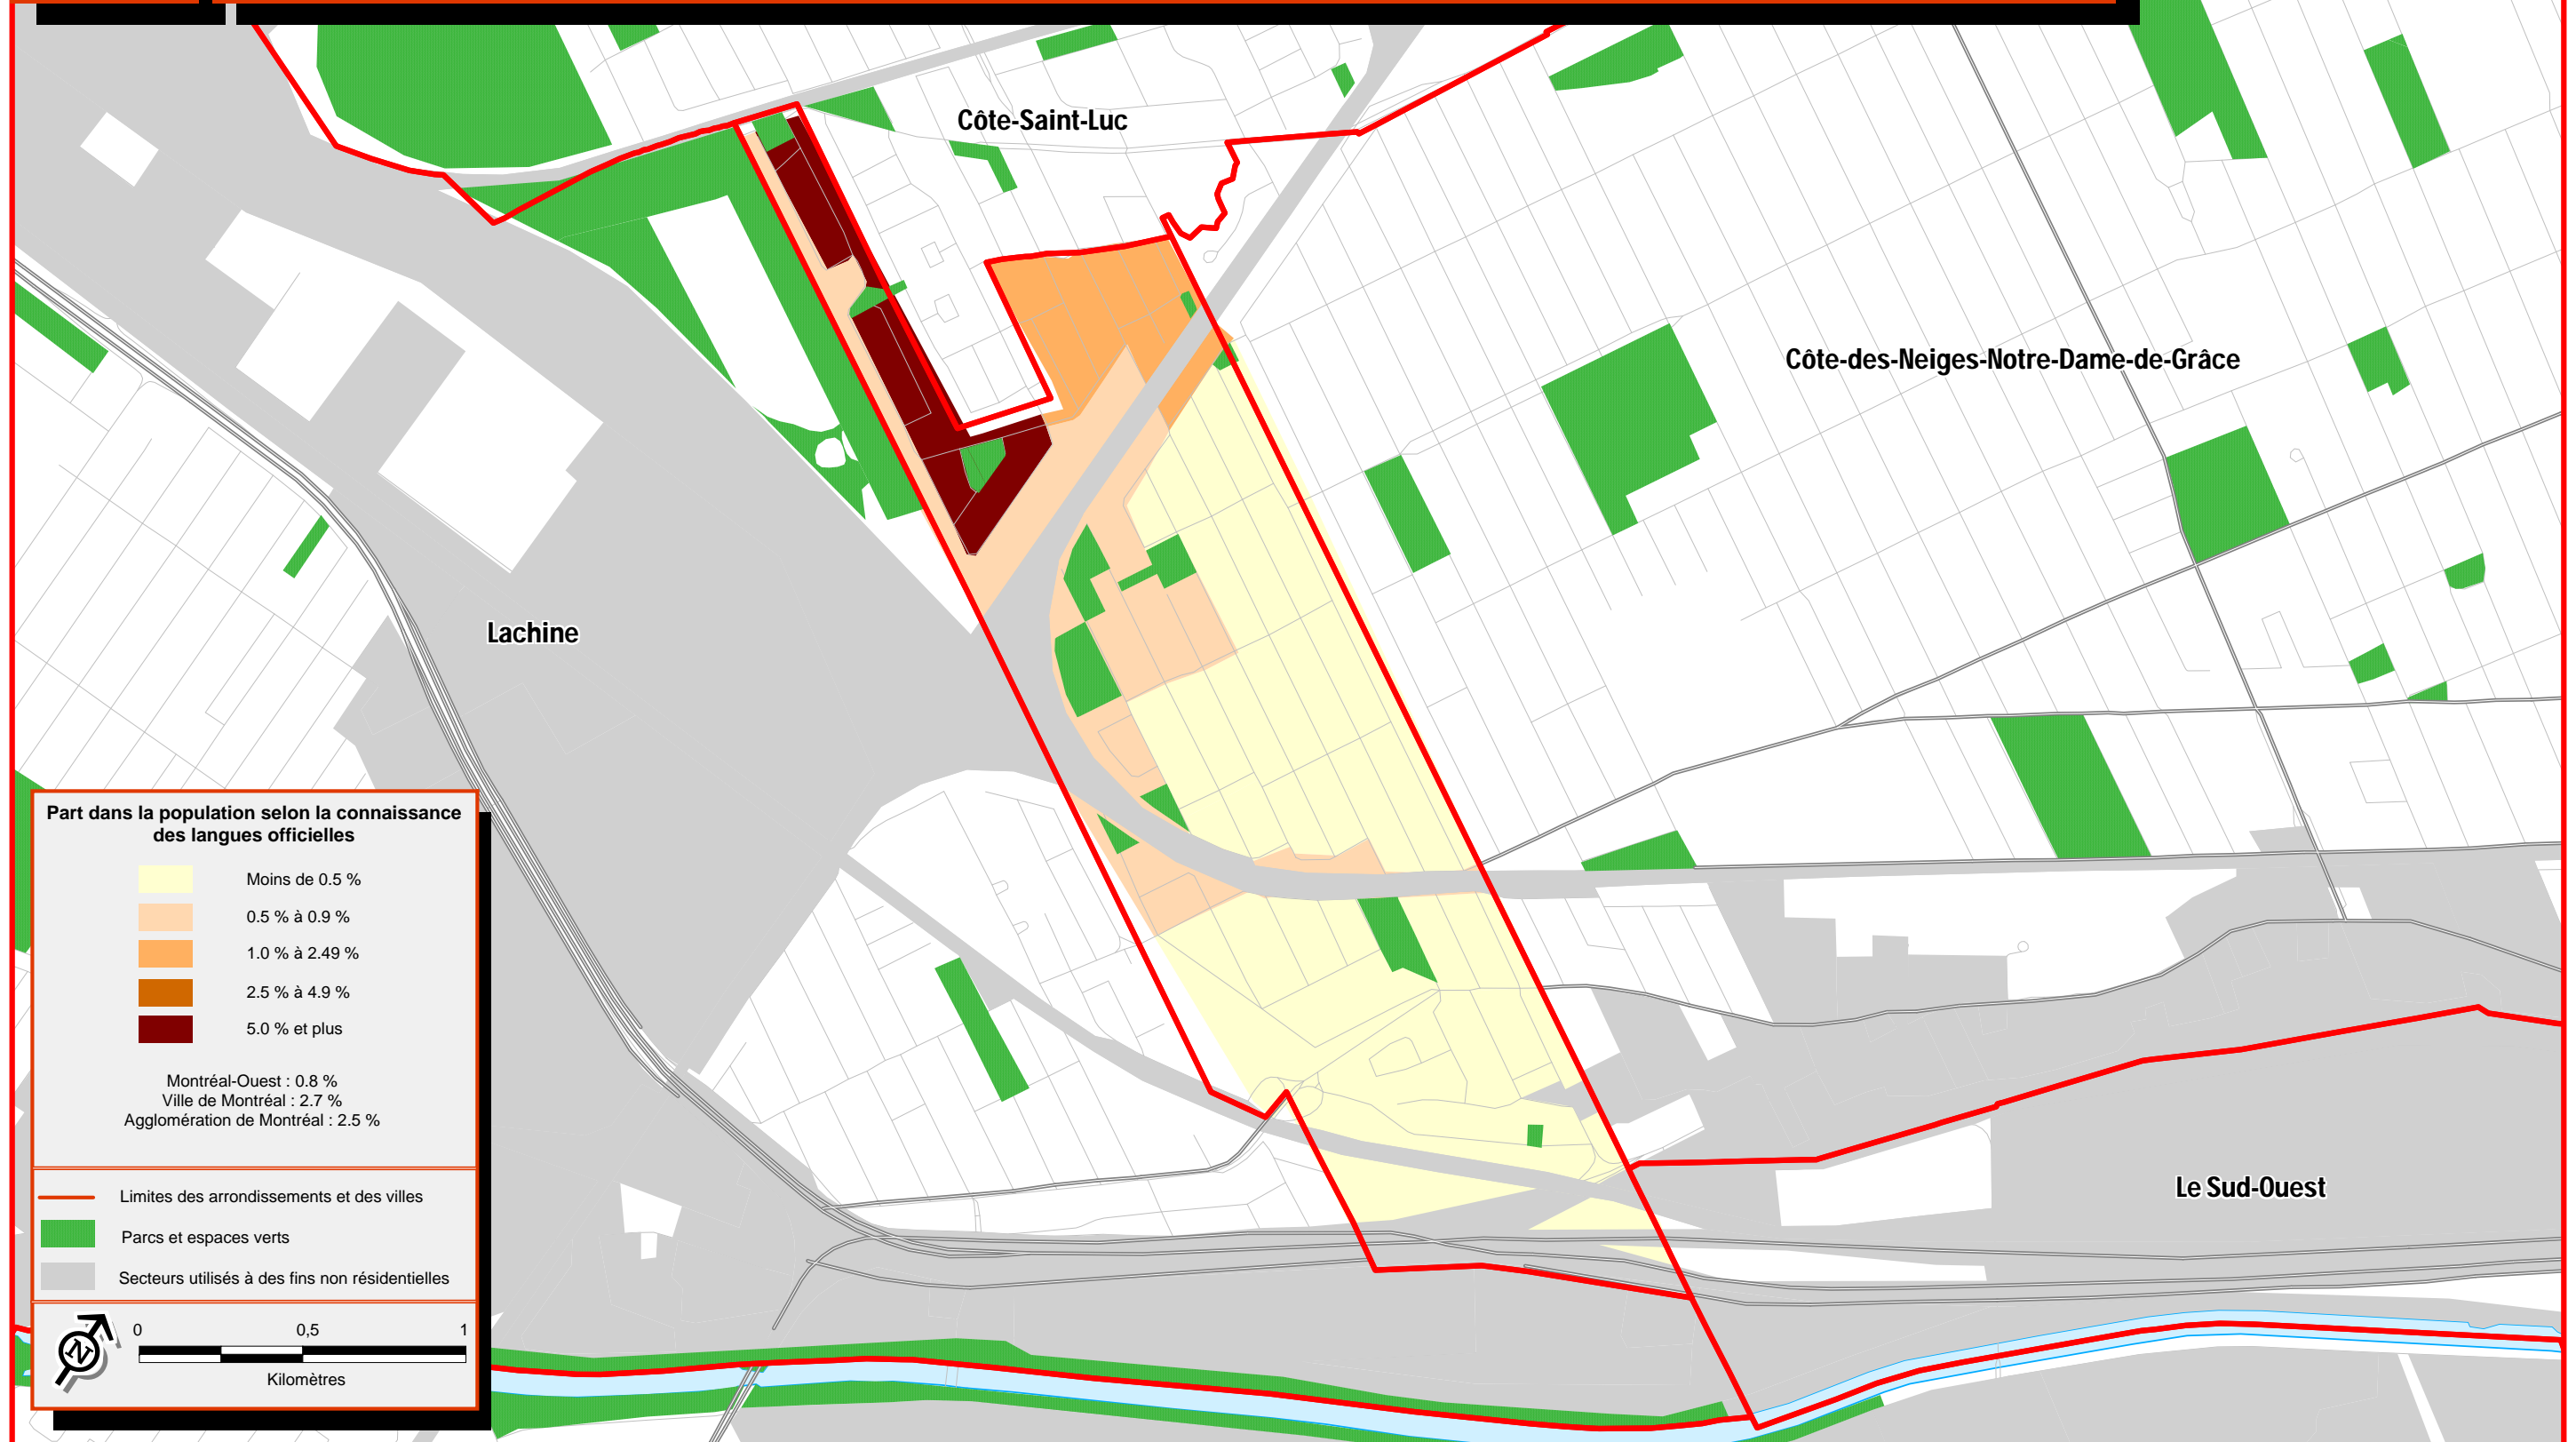 Côte-Saint-Luc
Côte-des-Neiges-Notre-Dame-de-Grâce
Lachine
Le Sud-Ouest
Part dans la population selon la connaissance
des langues officielles
Moins de 0.5 %
0.5 % à 0.9 %
1.0 % à 2.49 %
2.5 % à 4.9 %
5.0 % et plus
Montréal-Ouest : 0.8 %
Ville de Montréal : 2.7 %
Agglomération de Montréal : 2.5 %
Limites des arrondissements et des villes
Parcs et espaces verts
Secteurs utilisés à des fins non résidentielles
N
0 0,5 1
Kilomètres